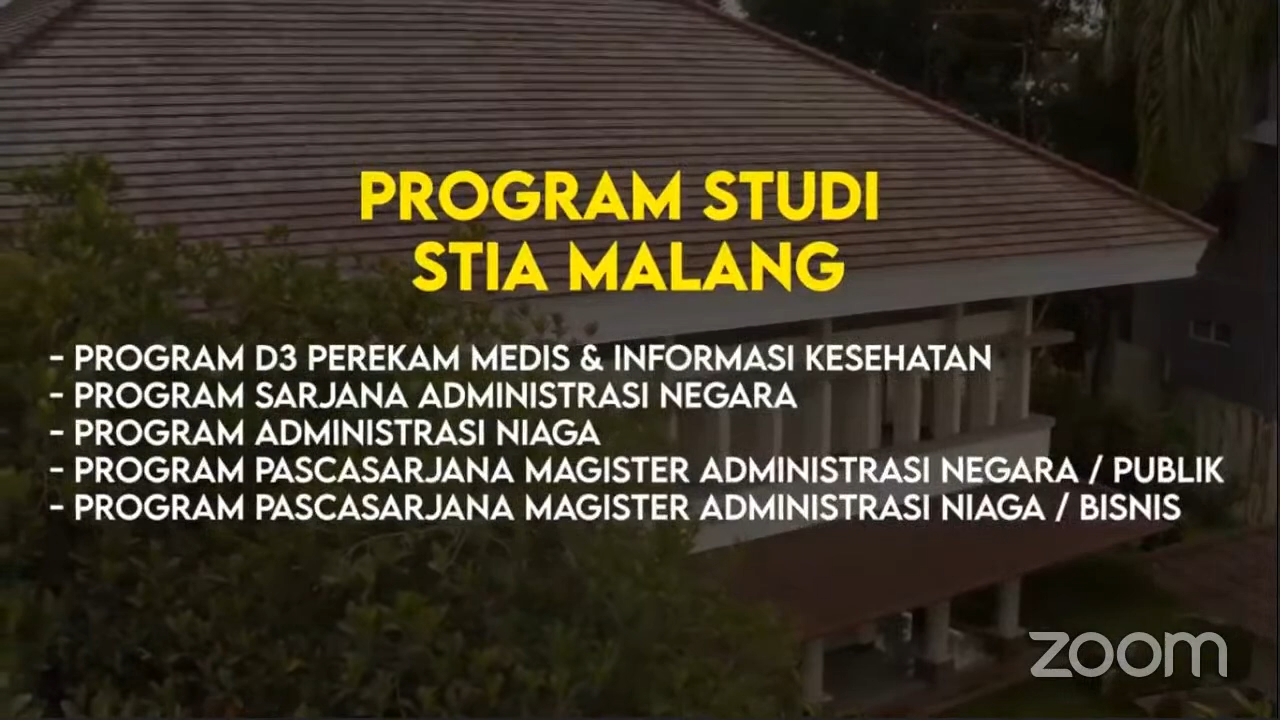 PROGRAM STUDI
STIA MALANG
- PROGRAM D3 PEREKAM MEDIS & INFORMASI KESEHATAN
- PROGRAM SARJANA ADMINISTRASI NEGARA
- PROGRAM ADMINISTRASI NIAGA
- PROGRAM PASCASARJANA MAGISTER ADMINISTRASI NEGARA / PUBLIK
- PROGRAM PASCASARJANA MAGISTER ADMINISTRASI NIAGA / BISNIS
zoom